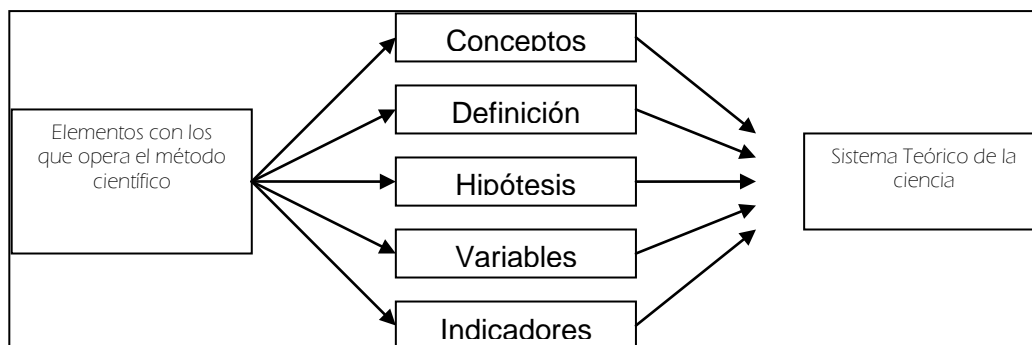 Conceptos
Definición
Elementos con los
que opera el método
científico
Hipótesis
Sistema Teórico de la
ciencia
Variables
Indicadores